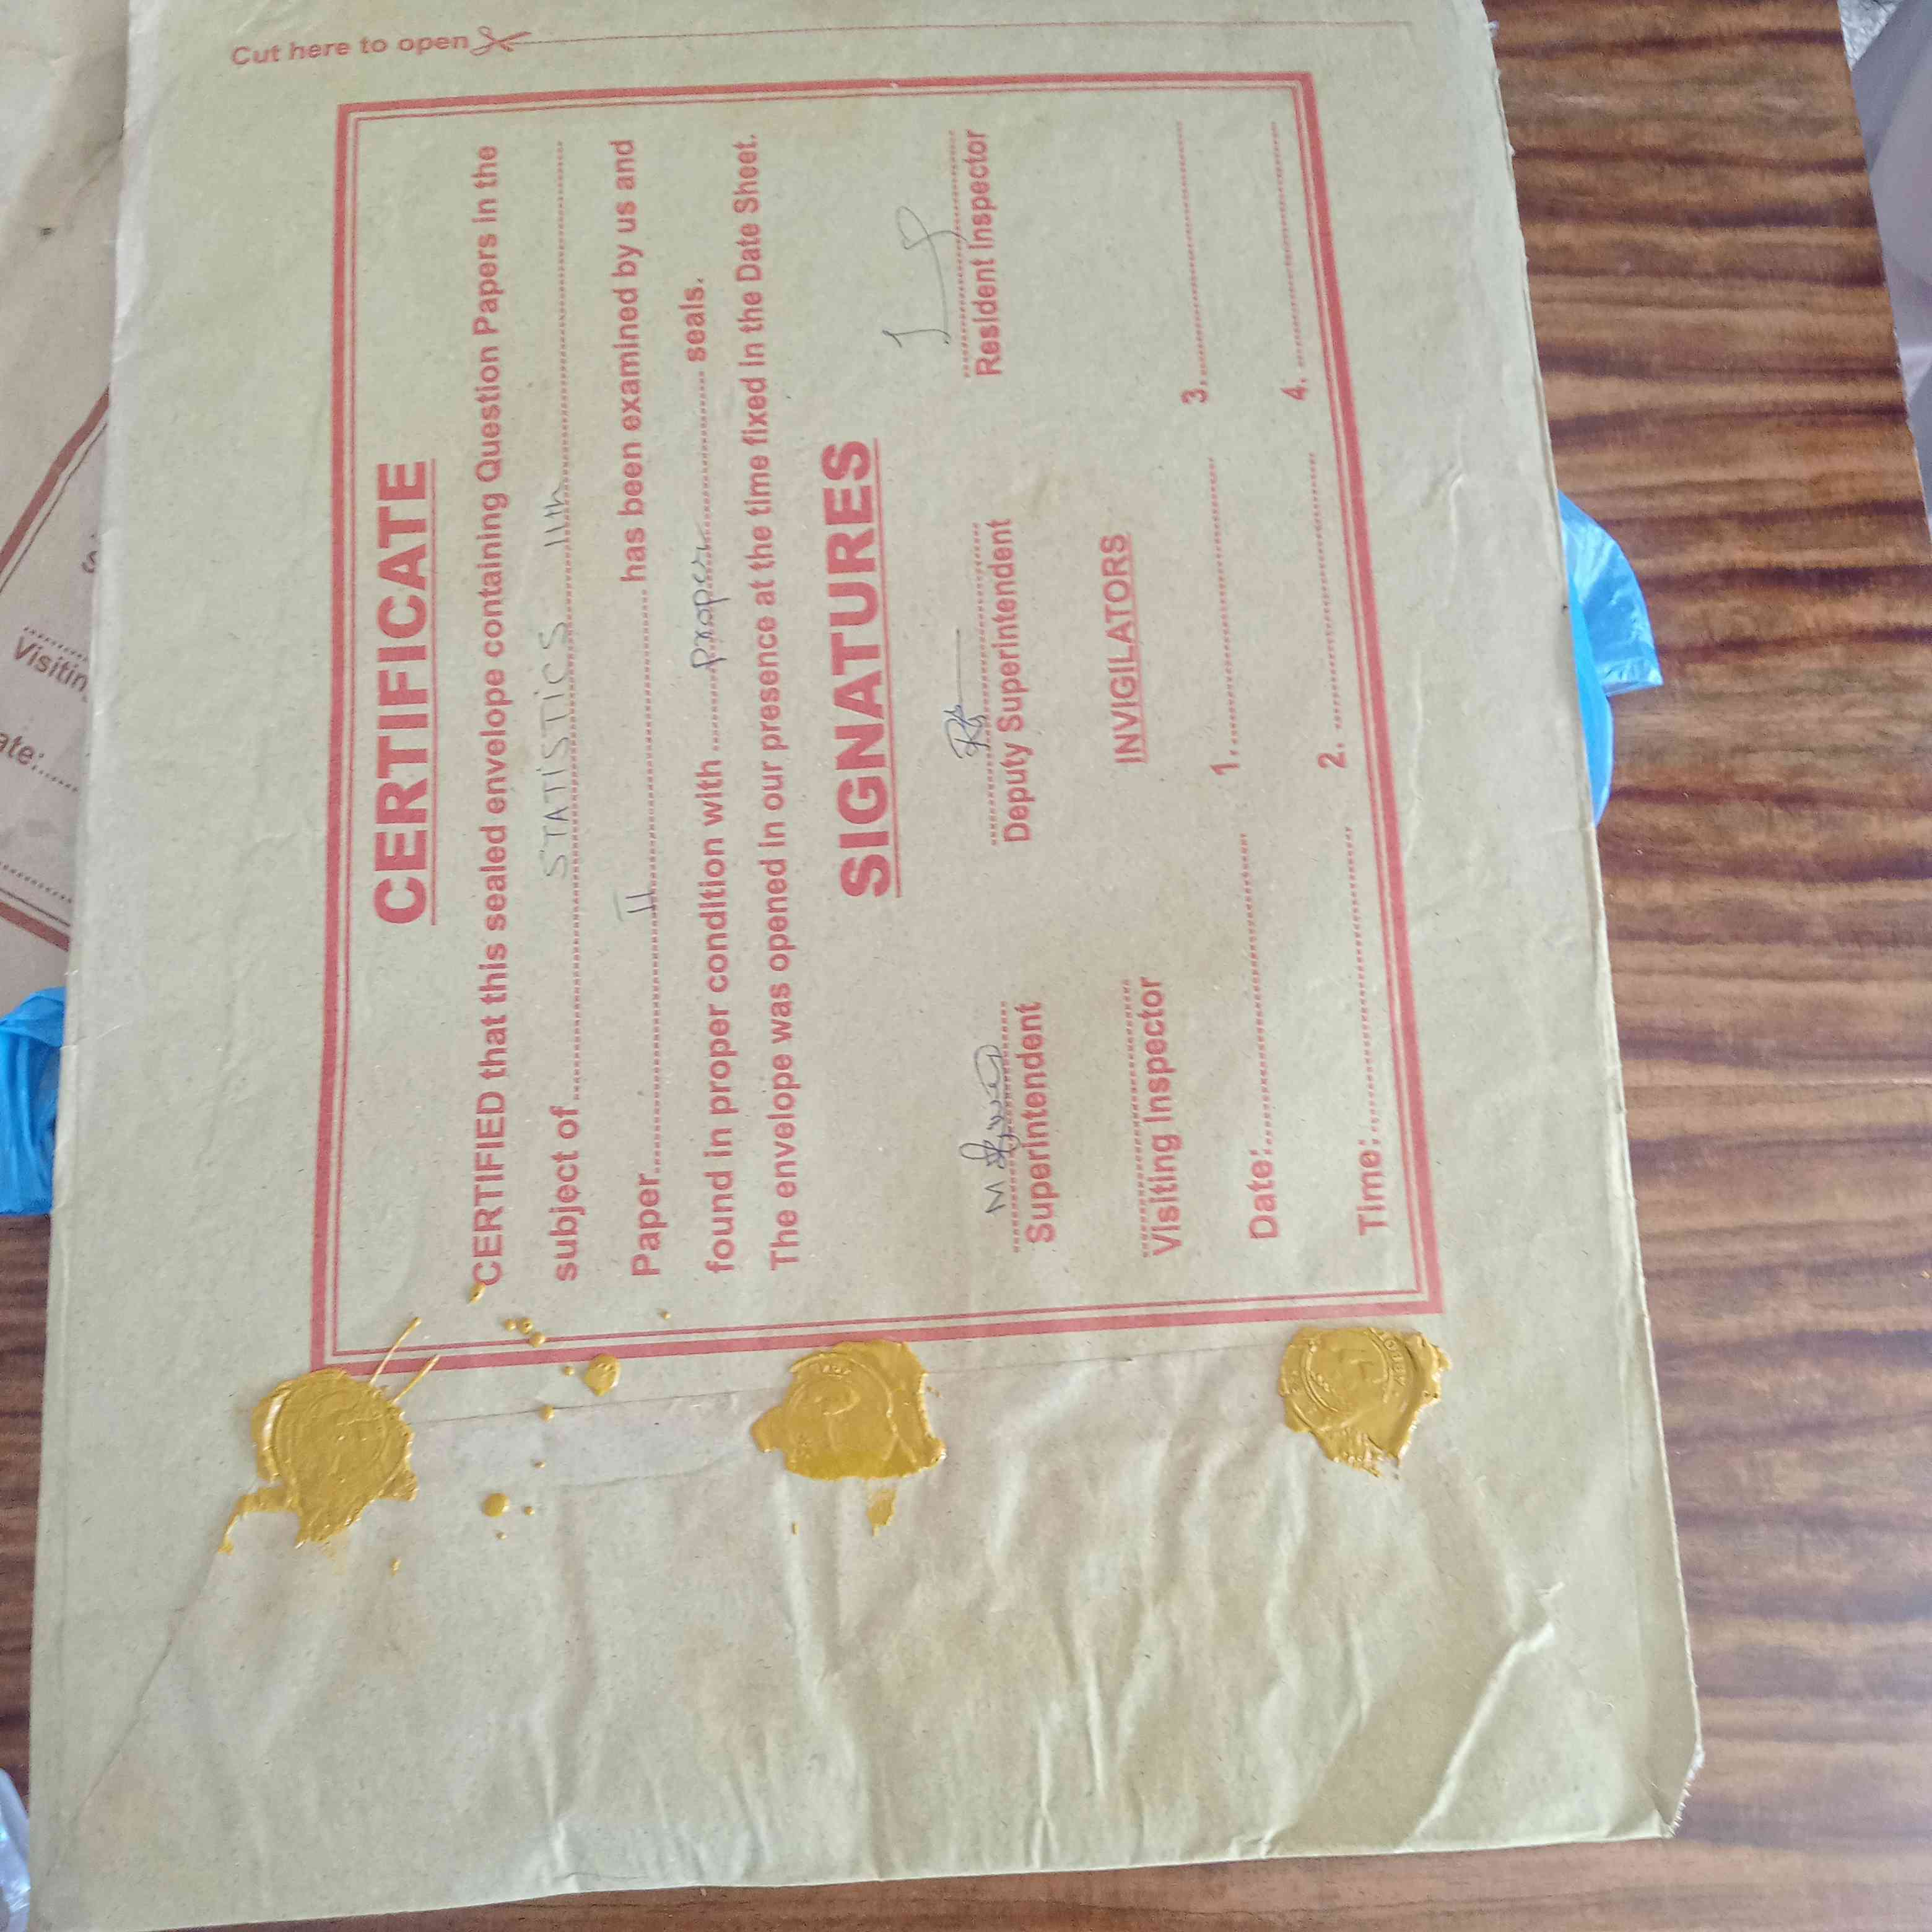 Cut here to open
CERTIFICATE
CERTIFIED that this sealed envelope containing Question Papers in the
subject of STATISTICS 11th
Paper II has been examined by us and
found in proper condition with proper seals.
The envelope was opened in our presence at the time fixed in the Date Sheet.
SIGNATURES
Superintendent
Deputy Superintendent
Resident Inspector
INVIGILATORS
Visiting Inspector
1.
3.
Date:
2.
4.
Time:
Visitin
ate: